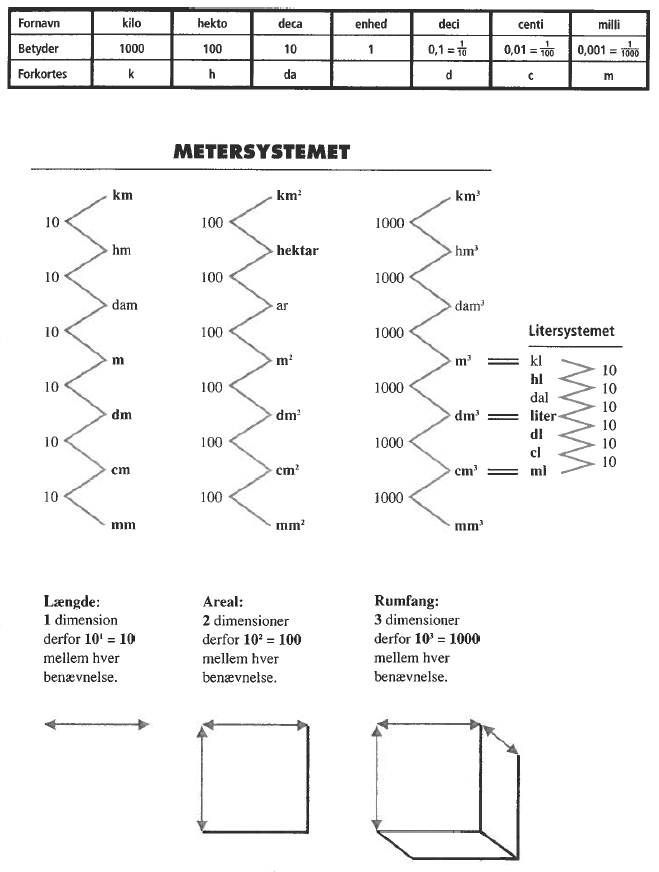 Fornavn kilo hekto deca enhed deci centi milli
Betyder 1000 100 10 1 0,1 = 1/10 0,01 = 1/100 0,001 = 1/1000
Forkortes k h da d c m
METERSYSTEMET
km km² km³
10 100 1000
hm hektar hm³
10 100 1000
dam ar dam³
10 100 1000
Litersystemet
m m² m³ kl
10
hl
10 100 1000
10
dal
10
dm dm² dm³ liter
10
dl
10 100 1000
10
cl
10
cm cm² cm³ ml
10 100 1000
mm mm² mm³
Længde:
1 dimension
derfor 10¹ = 10
mellem hver
benævnelse.
Areal:
2 dimensioner
derfor 10² = 100
mellem hver
benævnelse.
Rumfang:
3 dimensioner
derfor 10³ = 1000
mellem hver
benævnelse.